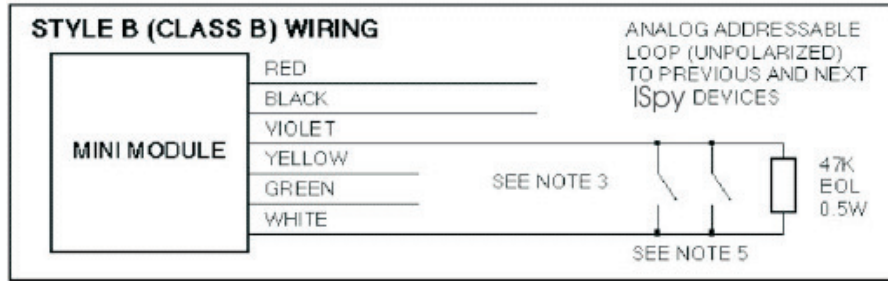 STYLE B (CLASS B) WIRING
ANALOG ADDRESSABLE
LOOP (UNPOLARIZED)
TO PREVIOUS AND NEXT
ISpy DEVICES
MINI MODULE
RED
BLACK
VIOLET
YELLOW
GREEN
WHITE
SEE NOTE 3
47K
EOL
0.5W
SEE NOTE 5